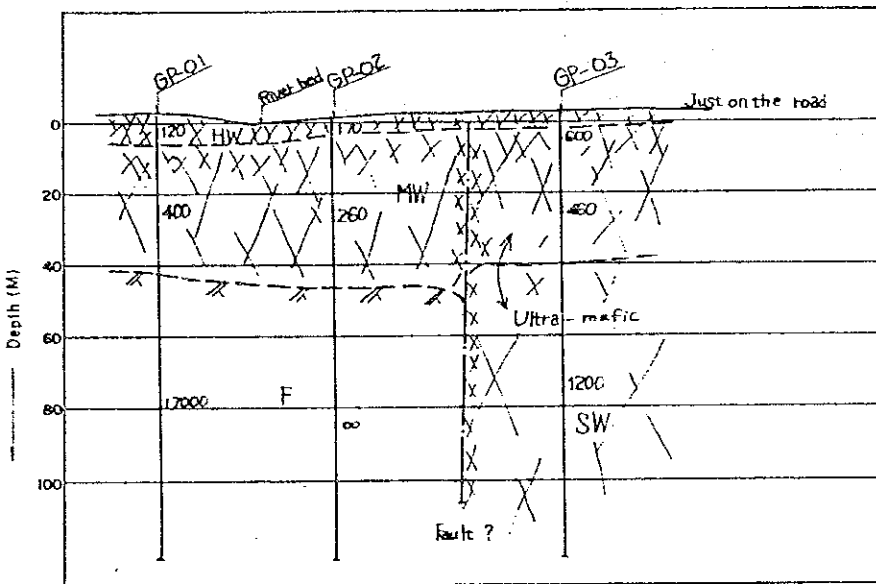 GP-01
River bed
GP-02
GP-03
Just on the road
0
120
HW
170
600
20
400
260
MW
460
40
Ultra-mafic
60
17000
F
1200
80
∞
SW
100
Fault ?
Depth (M)